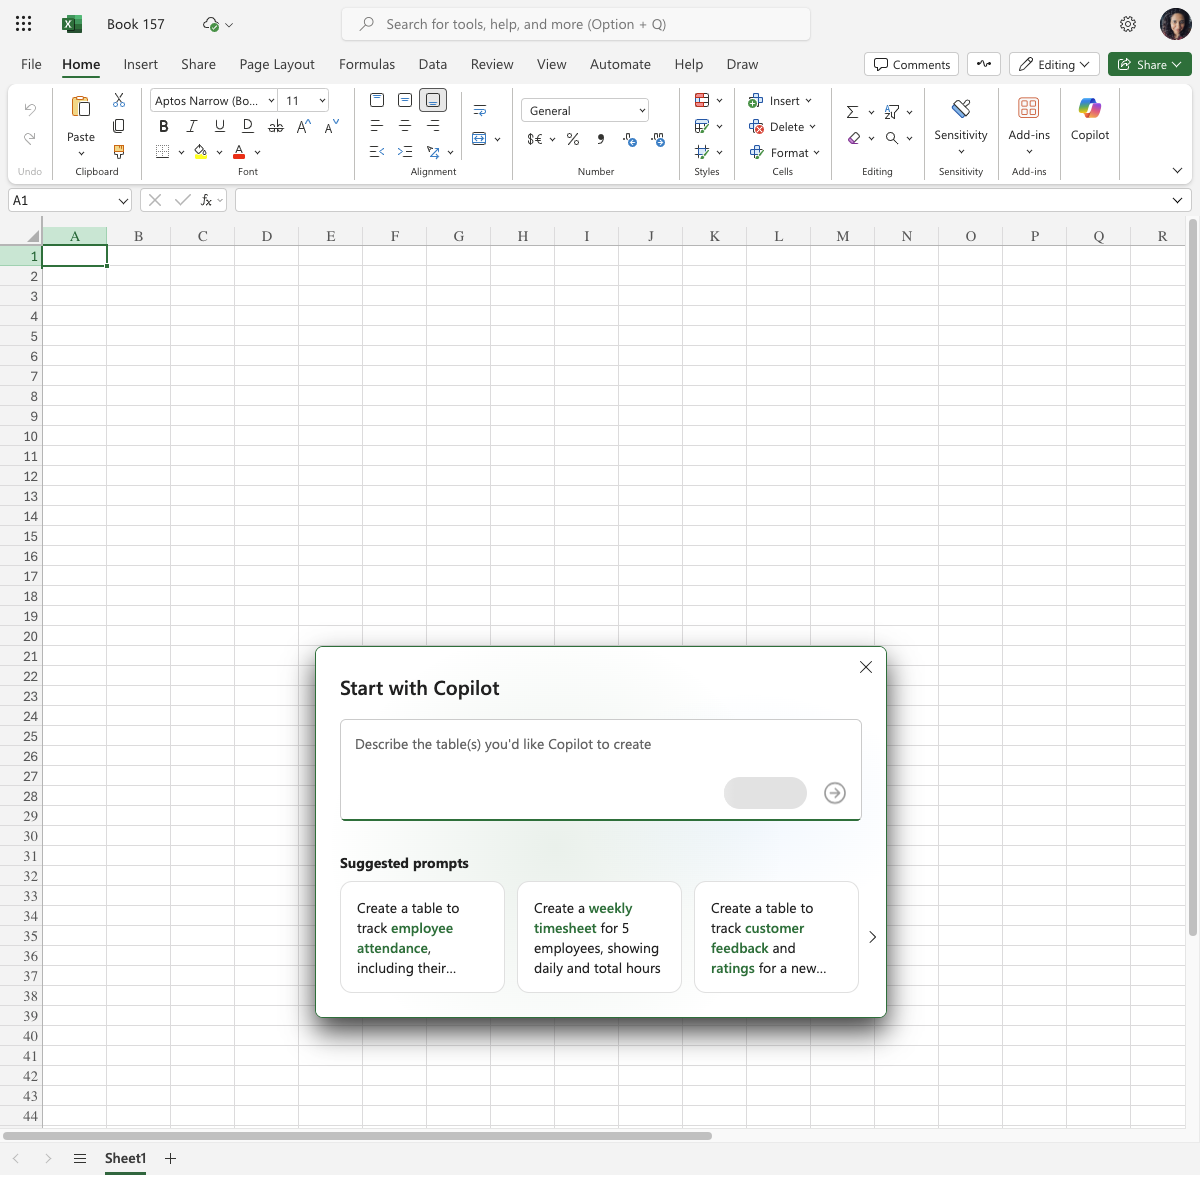 Book 157
Search for tools, help, and more (Option + Q)
File Home Insert Share Page Layout Formulas Data Review View Automate Help Draw
Comments Editing Share
Undo
Paste
Clipboard
Aptos Narrow (Bo... 11
B I U D ab A A
A
Font
Alignment
General
$€ % 9
Number
Styles
Insert
Delete
Format
Cells
Editing
Sensitivity
Sensitivity
Add-ins
Add-ins
Copilot
A1 fx
A B C D E F G H I J K L M N O P Q R
1
2
3
4
5
6
7
8
9
10
11
12
13
14
15
16
17
18
19
20
21
22
23
24
25
26
27
28
29
30
31
32
33
34
35
36
37
38
39
40
41
42
43
44
Start with Copilot
Describe the table(s) you'd like Copilot to create
Suggested prompts
Create a table to
track employee
attendance,
including their...
Create a weekly
timesheet for 5
employees, showing
daily and total hours
Create a table to
track customer
feedback and
ratings for a new...
Sheet1